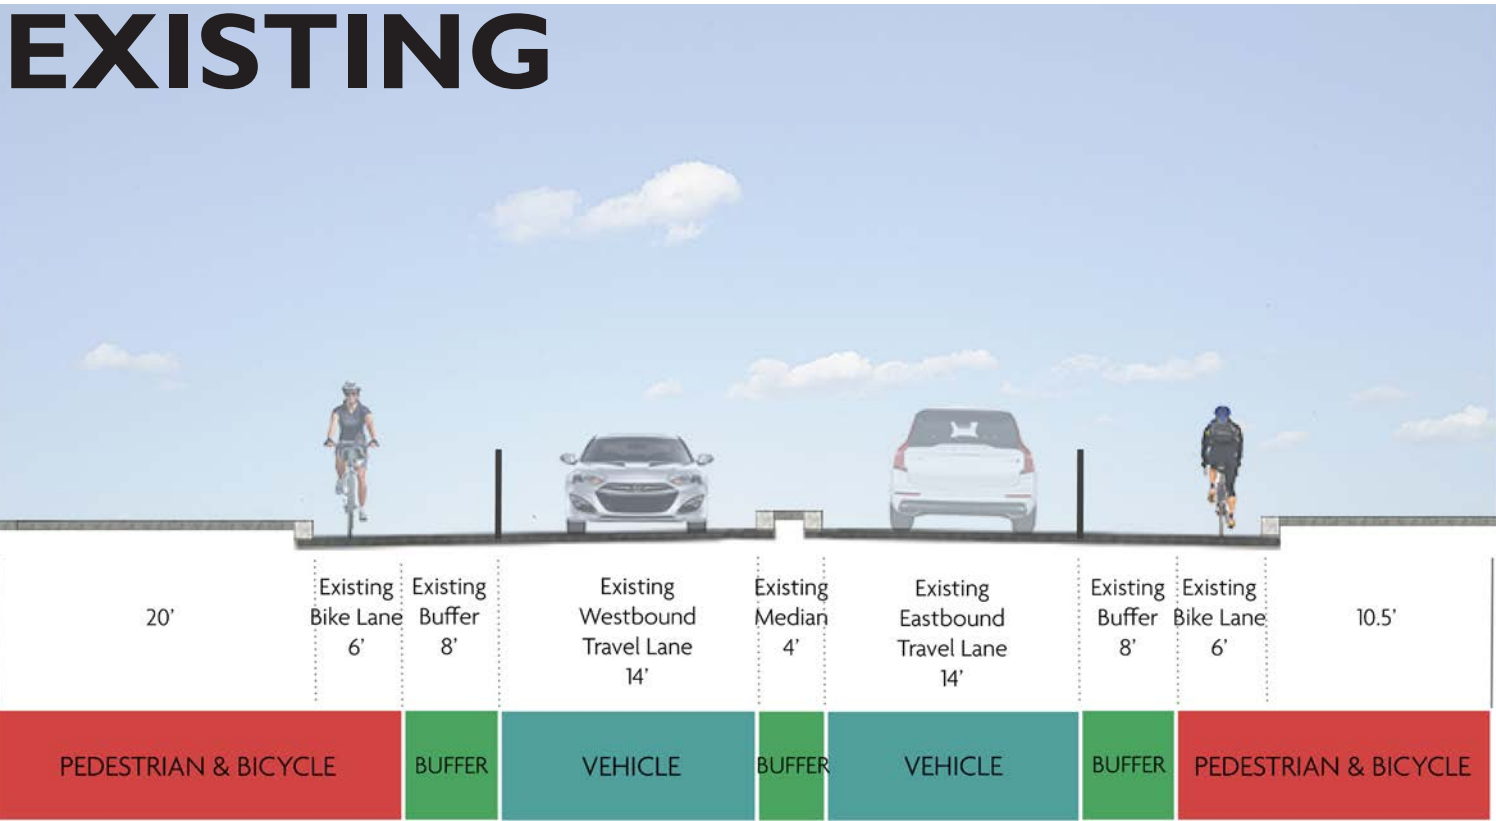 EXISTING
20’
Existing
Bike Lane
6’
Existing
Buffer
8’
Existing
Westbound
Travel Lane
14’
Existing
Median
4’
Existing
Eastbound
Travel Lane
14’
Existing
Buffer
8’
Existing
Bike Lane
6’
10.5’
PEDESTRIAN & BICYCLE
BUFFER
VEHICLE
BUFFER
VEHICLE
BUFFER
PEDESTRIAN & BICYCLE